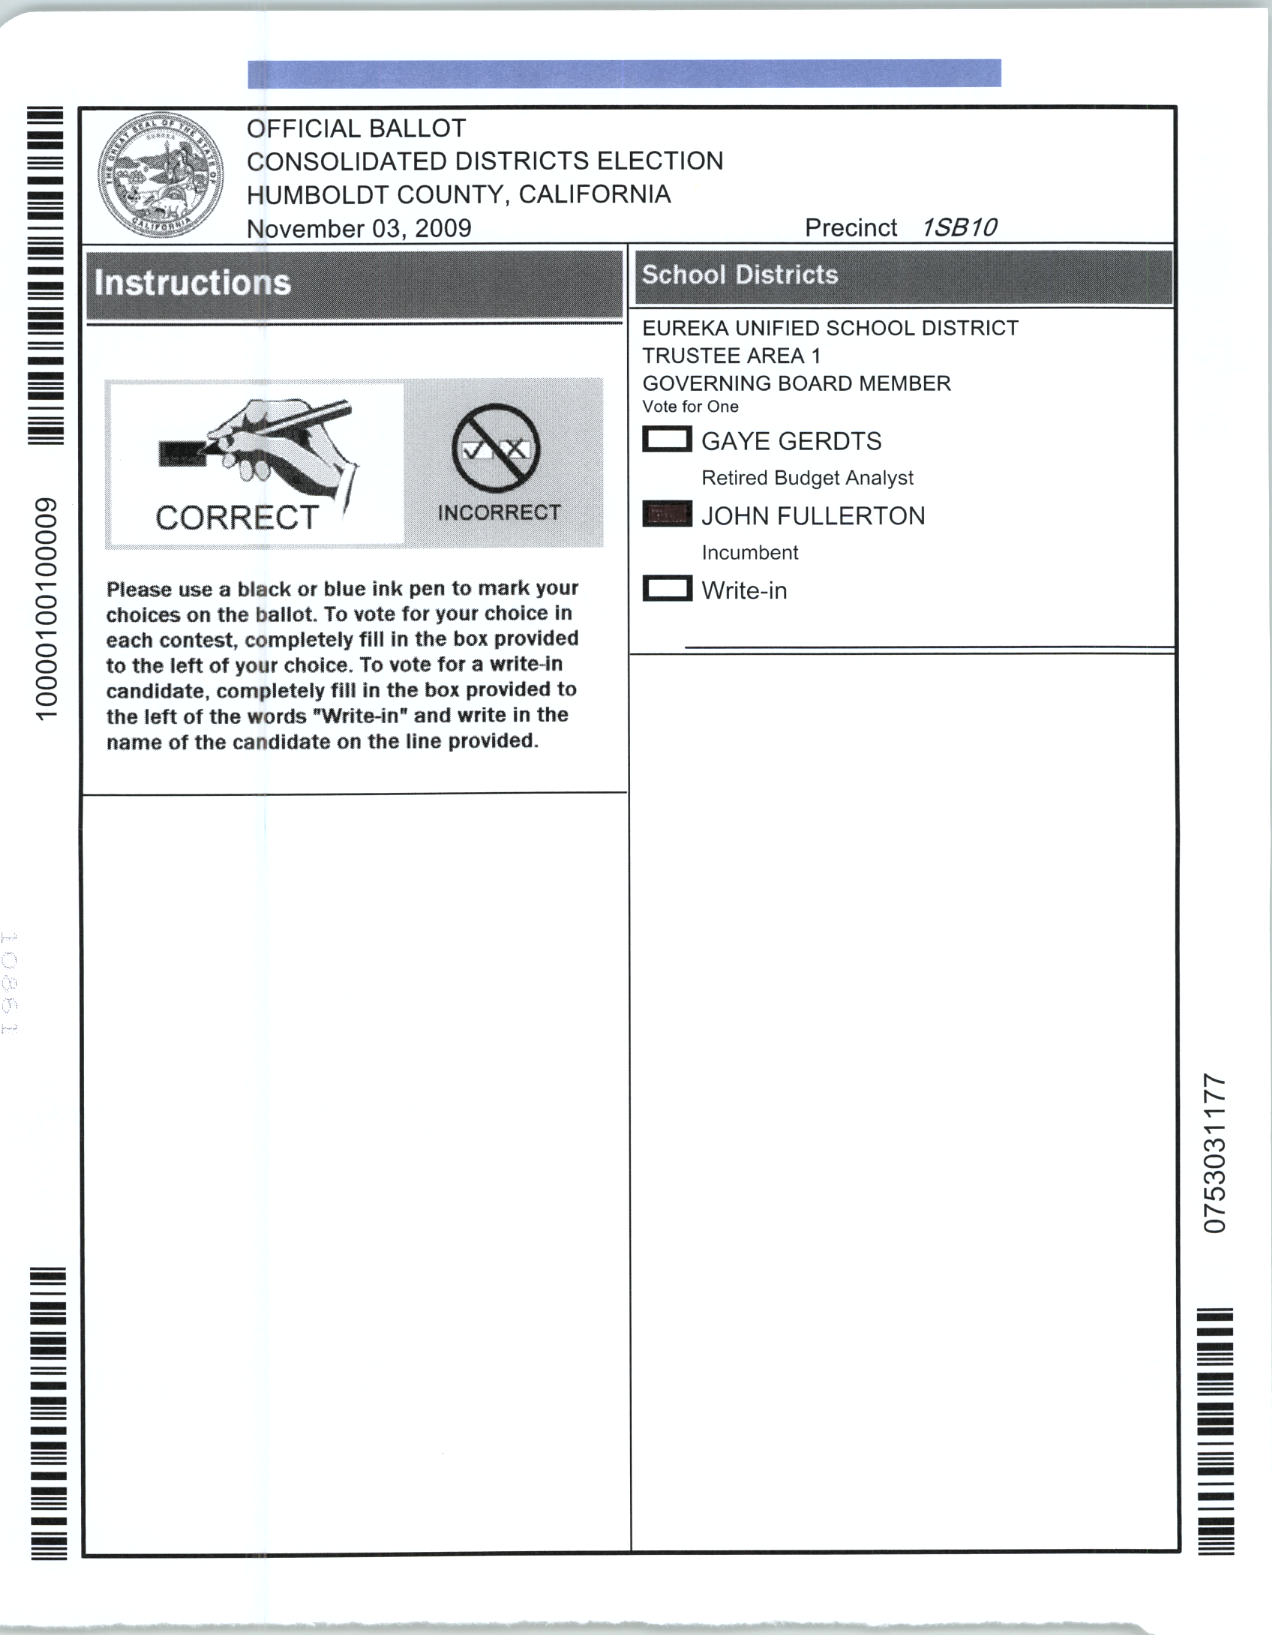 OFFICIAL BALLOT
CONSOLIDATED DISTRICTS ELECTION
HUMBOLDT COUNTY, CALIFORNIA
November 03, 2009
Precinct 1SB10
THE GREAT SEAL OF THE STATE OF CALIFORNIA
EUREKA
Instructions
CORRECT
INCORRECT
Please use a black or blue ink pen to mark your
choices on the ballot. To vote for your choice in
each contest, completely fill in the box provided
to the left of your choice. To vote for a write-in
candidate, completely fill in the box provided to
the left of the words "Write-in" and write in the
name of the candidate on the line provided.
School Districts
EUREKA UNIFIED SCHOOL DISTRICT
TRUSTEE AREA 1
GOVERNING BOARD MEMBER
Vote for One
GAYE GERDTS
Retired Budget Analyst
JOHN FULLERTON
Incumbent
Write-in
10000100100009
10861
0753031177